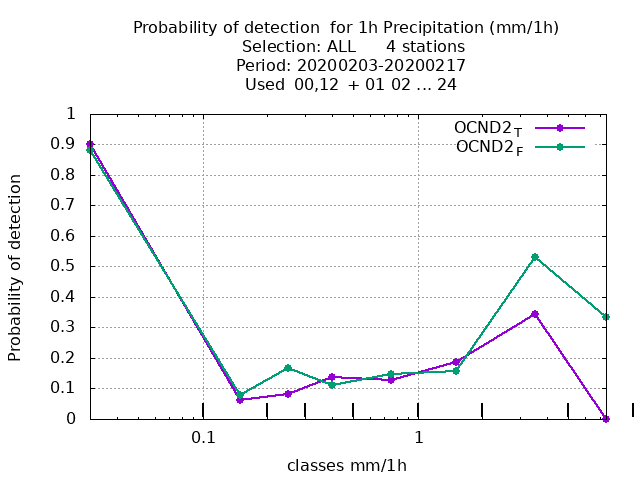 Probability of detection  for 1h Precipitation (mm/1h)
Selection: ALL      4 stations
Period: 20200203-20200217
Used  00,12  + 01 02 ... 24
OCND2T
OCND2F
1
0.9
0.8
0.7
0.6
0.5
0.4
0.3
0.2
0.1
0
Probability of detection
0.1
1
classes mm/1h